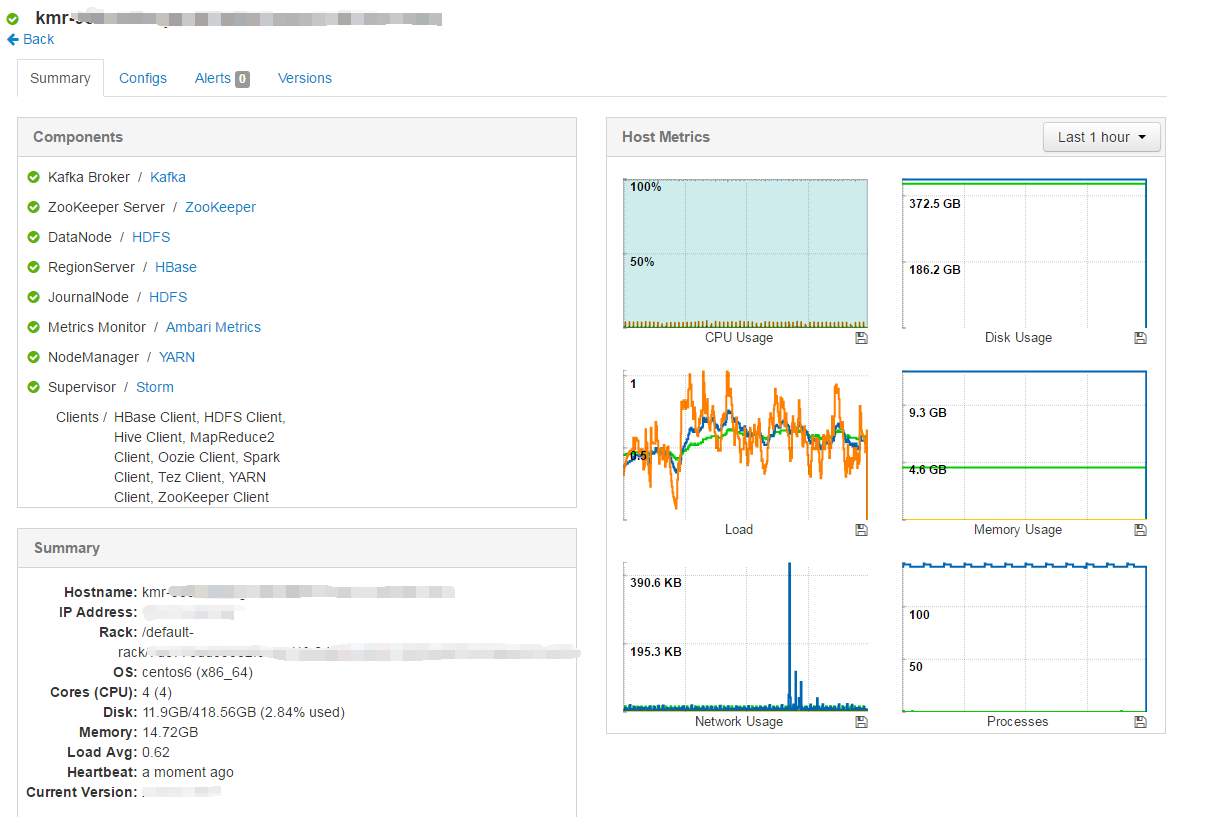 kmr-
Back
Summary Configs Alerts 0 Versions
Components
Kafka Broker / Kafka
ZooKeeper Server / ZooKeeper
DataNode / HDFS
RegionServer / HBase
JournalNode / HDFS
Metrics Monitor / Ambari Metrics
NodeManager / YARN
Supervisor / Storm
Clients / HBase Client, HDFS Client,
Hive Client, MapReduce2
Client, Oozie Client, Spark
Client, Tez Client, YARN
Client, ZooKeeper Client
Summary
Hostname: kmr-
IP Address:
Rack: /default-
rack/
OS: centos6 (x86_64)
Cores (CPU): 4 (4)
Disk: 11.9GB/418.56GB (2.84% used)
Memory: 14.72GB
Load Avg: 0.62
Heartbeat: a moment ago
Current Version:
Host Metrics
Last 1 hour
100%
50%
CPU Usage
372.5 GB
186.2 GB
Disk Usage
1
0.5
Load
9.3 GB
4.6 GB
Memory Usage
390.6 KB
195.3 KB
Network Usage
100
50
Processes